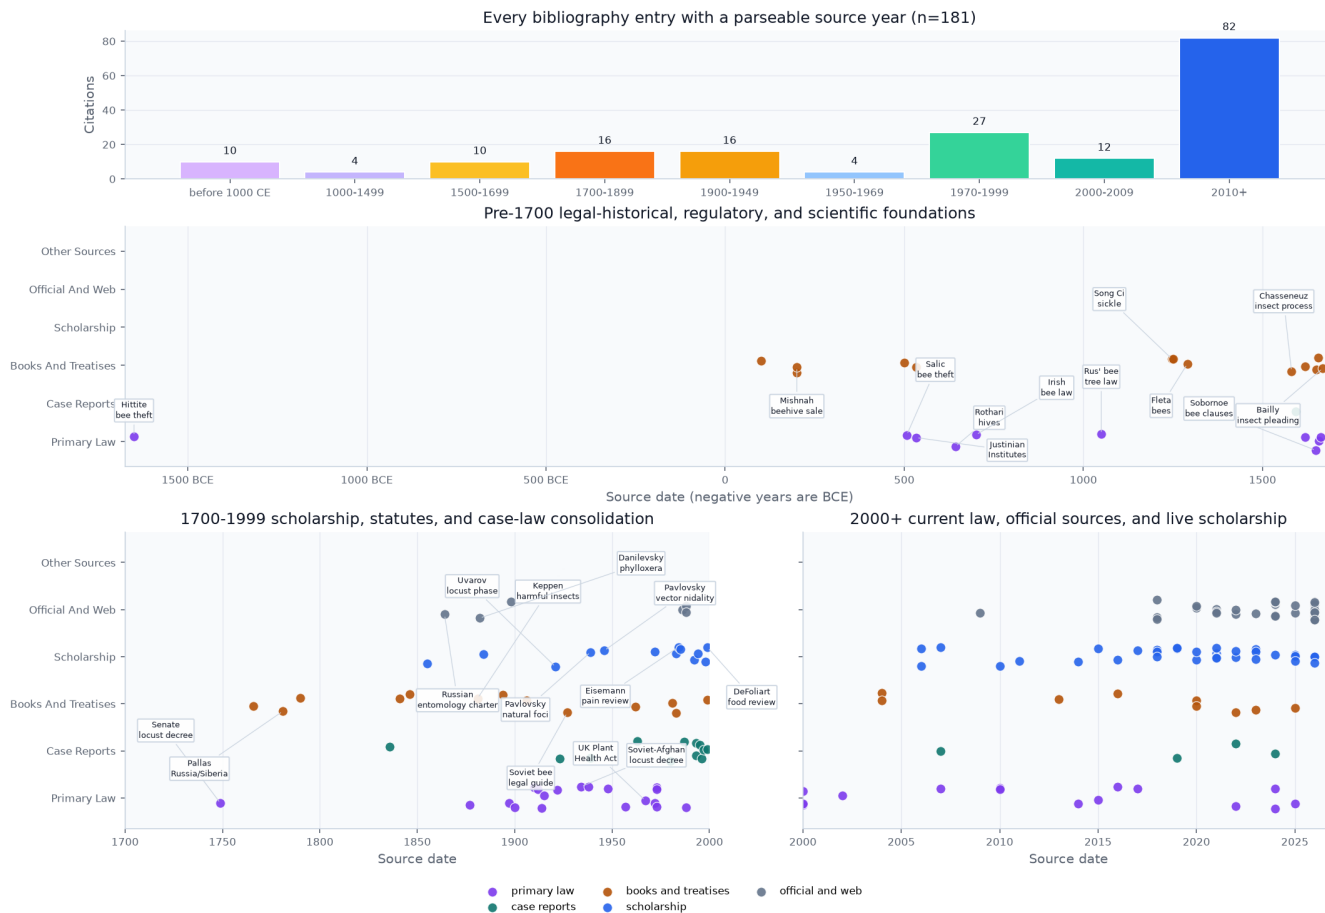 Every bibliography entry with a parseable source year (n=181)
Citations
80
60
40
20
0
10
4
10
16
16
4
27
12
82
before 1000 CE
1000-1499
1500-1699
1700-1899
1900-1949
1950-1969
1970-1999
2000-2009
2010+
Pre-1700 legal-historical, regulatory, and scientific foundations
Other Sources
Official And Web
Scholarship
Books And Treatises
Case Reports
Primary Law
Hittite
bee theft
Mishnah
beehive sale
Salic
bee theft
Rothari
hives
Justinian
Institutes
Irish
bee law
Rus' bee
tree law
Song Ci
sickle
Fleta
bees
Sobornoe
bee clauses
Chasseneuz
insect process
Bailly
insect pleading
1500 BCE
1000 BCE
500 BCE
0
500
1000
1500
Source date (negative years are BCE)
1700-1999 scholarship, statutes, and case-law consolidation
Other Sources
Official And Web
Scholarship
Books And Treatises
Case Reports
Primary Law
Senate
locust decree
Pallas
Russia/Siberia
Uvarov
locust phase
Keppen
harmful insects
Danilevsky
phylloxera
Pavlovsky
vector nidality
Russian
entomology charter
Pavlovsky
natural foci
Eisemann
pain review
DeFoliart
food review
Soviet bee
legal guide
UK Plant
Health Act
Soviet-Afghan
locust decree
1700
1750
1800
1850
1900
1950
2000
Source date
2000+ current law, official sources, and live scholarship
2000
2005
2010
2015
2020
2025
Source date
primary law
case reports
books and treatises
scholarship
official and web